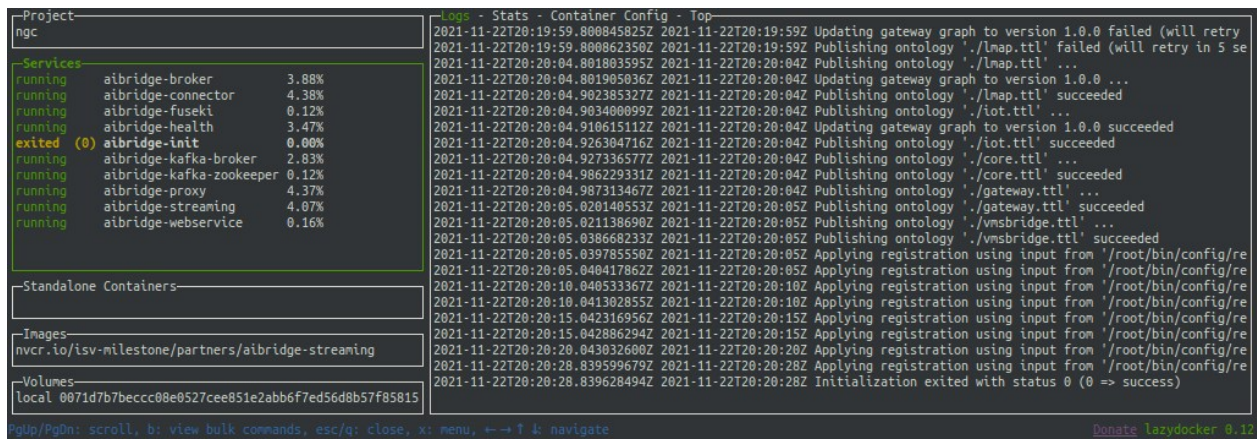 Project
ngc
Services
running aibridge-broker 3.88%
running aibridge-connector 4.38%
running aibridge-fuseki 0.12%
running aibridge-health 3.47%
exited (0) aibridge-init 0.00%
running aibridge-kafka-broker 2.83%
running aibridge-kafka-zookeeper 0.12%
running aibridge-proxy 4.37%
running aibridge-streaming 4.07%
running aibridge-webservice 0.16%
Standalone Containers
Images
nvcr.io/isv-milestone/partners/aibridge-streaming
Volumes
local 0071d7b7beccc08e0527cee851e2abb6f7ed56d8b57f85815
Logs - Stats - Container Config - Top
2021-11-22T20:19:59.800845825Z 2021-11-22T20:19:59Z Updating gateway graph to version 1.0.0 failed (will retry
2021-11-22T20:19:59.800862350Z 2021-11-22T20:19:59Z Publishing ontology './lmap.ttl' failed (will retry in 5 se
2021-11-22T20:20:04.801803595Z 2021-11-22T20:20:04Z Publishing ontology './lmap.ttl' ...
2021-11-22T20:20:04.801905036Z 2021-11-22T20:20:04Z Updating gateway graph to version 1.0.0 ...
2021-11-22T20:20:04.902385327Z 2021-11-22T20:20:04Z Publishing ontology './lmap.ttl' succeeded
2021-11-22T20:20:04.903400099Z 2021-11-22T20:20:04Z Publishing ontology './iot.ttl' ...
2021-11-22T20:20:04.910615112Z 2021-11-22T20:20:04Z Updating gateway graph to version 1.0.0 succeeded
2021-11-22T20:20:04.926304716Z 2021-11-22T20:20:04Z Publishing ontology './iot.ttl' succeeded
2021-11-22T20:20:04.927336577Z 2021-11-22T20:20:04Z Publishing ontology './core.ttl' ...
2021-11-22T20:20:04.986229331Z 2021-11-22T20:20:04Z Publishing ontology './core.ttl' succeeded
2021-11-22T20:20:04.987313467Z 2021-11-22T20:20:04Z Publishing ontology './gateway.ttl' ...
2021-11-22T20:20:05.020140553Z 2021-11-22T20:20:05Z Publishing ontology './gateway.ttl' succeeded
2021-11-22T20:20:05.021138690Z 2021-11-22T20:20:05Z Publishing ontology './vmsbridge.ttl' ...
2021-11-22T20:20:05.038668233Z 2021-11-22T20:20:05Z Publishing ontology './vmsbridge.ttl' succeeded
2021-11-22T20:20:05.039785550Z 2021-11-22T20:20:05Z Applying registration using input from '/root/bin/config/re
2021-11-22T20:20:05.040417862Z 2021-11-22T20:20:05Z Applying registration using input from '/root/bin/config/re
2021-11-22T20:20:10.040533367Z 2021-11-22T20:20:10Z Applying registration using input from '/root/bin/config/re
2021-11-22T20:20:10.041302855Z 2021-11-22T20:20:10Z Applying registration using input from '/root/bin/config/re
2021-11-22T20:20:15.042316956Z 2021-11-22T20:20:15Z Applying registration using input from '/root/bin/config/re
2021-11-22T20:20:15.042886294Z 2021-11-22T20:20:15Z Applying registration using input from '/root/bin/config/re
2021-11-22T20:20:20.043032600Z 2021-11-22T20:20:20Z Applying registration using input from '/root/bin/config/re
2021-11-22T20:20:28.839599679Z 2021-11-22T20:20:28Z Applying registration using input from '/root/bin/config/re
2021-11-22T20:20:28.839628494Z 2021-11-22T20:20:28Z Initialization exited with status 0 (0 => success)
PgUp/PgDn: scroll, b: view bulk commands, esc/q: close, x: menu, ← → ↑ ↓: navigate
Donate lazydocker 0.12